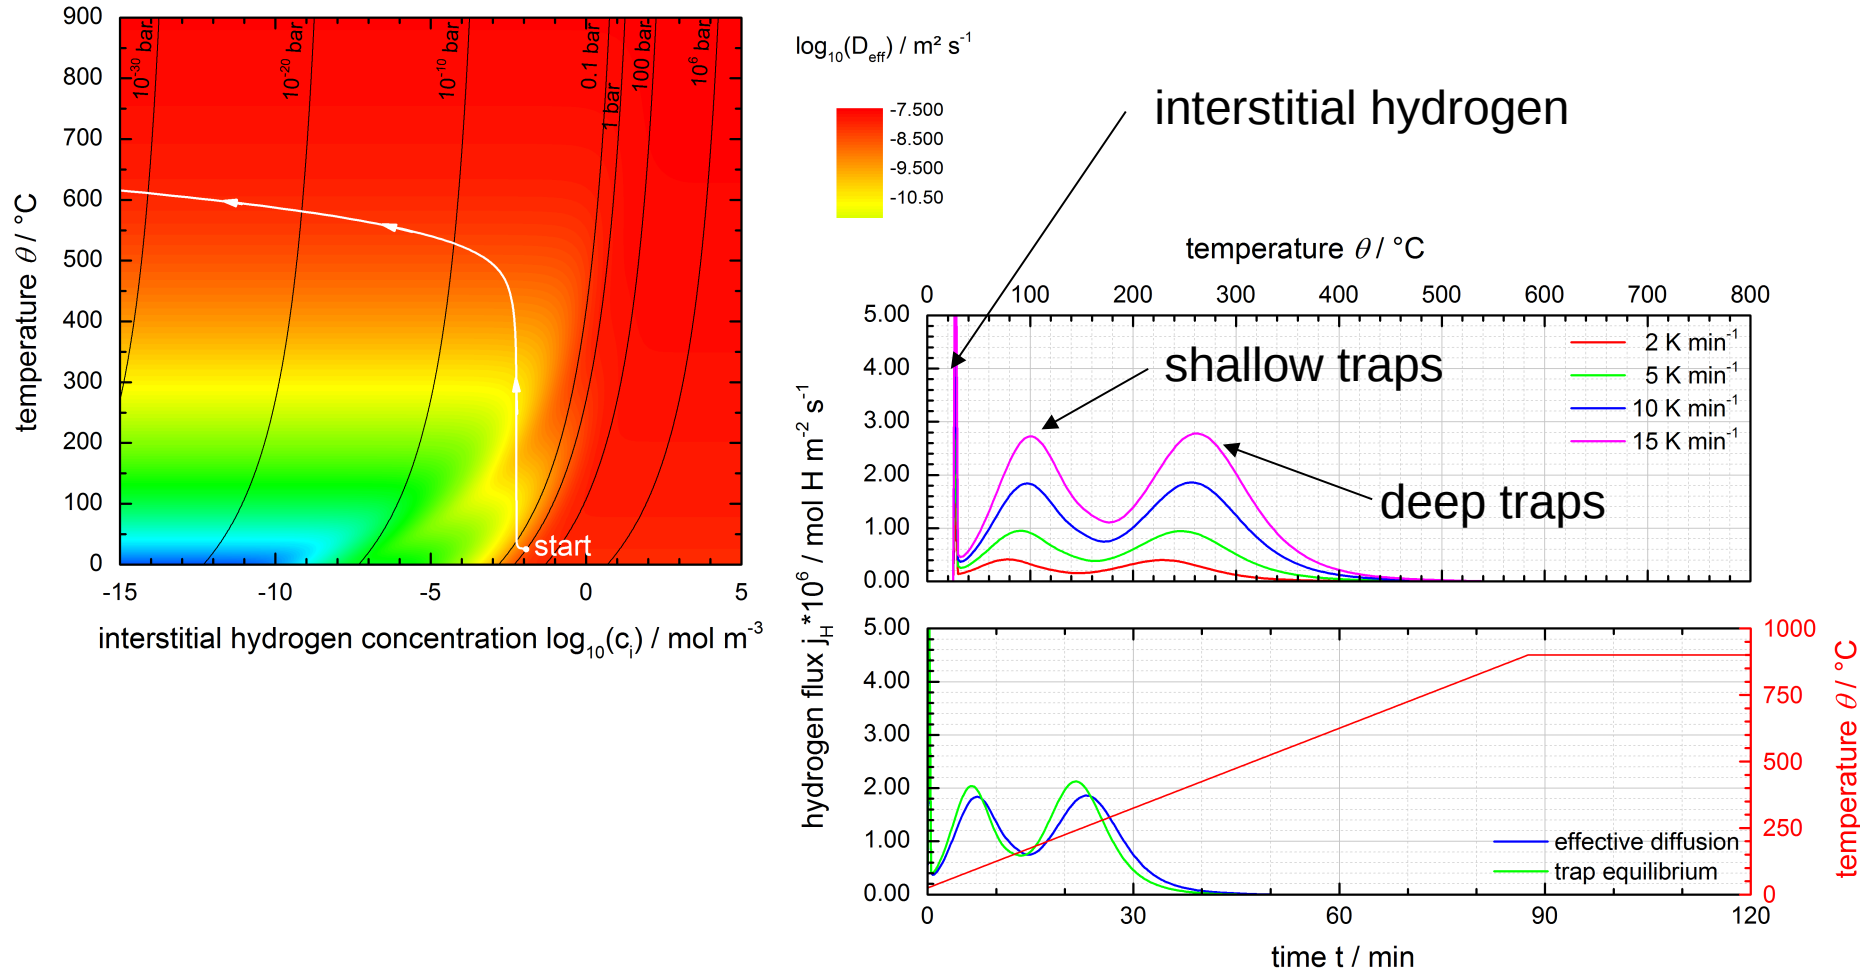 900
800
700
600
500
400
300
200
100
0
temperature θ / °C
10⁻³⁰ bar
10⁻²⁰ bar
10⁻¹⁰ bar
0.1 bar
1 bar
100 bar
10⁶ bar
start
-15 -10 -5 0 5
interstitial hydrogen concentration log₁₀(cᵢ) / mol m⁻³
log₁₀(D_eff) / m² s⁻¹
-7.500
-8.500
-9.500
-10.50
interstitial hydrogen
temperature θ / °C
0 100 200 300 400 500 600 700 800
5.00
4.00
3.00
2.00
1.00
0.00
shallow traps
deep traps
2 K min⁻¹
5 K min⁻¹
10 K min⁻¹
15 K min⁻¹
hydrogen flux j_H*10⁶ / mol H m⁻² s⁻¹
5.00
4.00
3.00
2.00
1.00
0.00
effective diffusion
trap equilibrium
1000
750
500
250
0
temperature θ / °C
0 30 60 90 120
time t / min